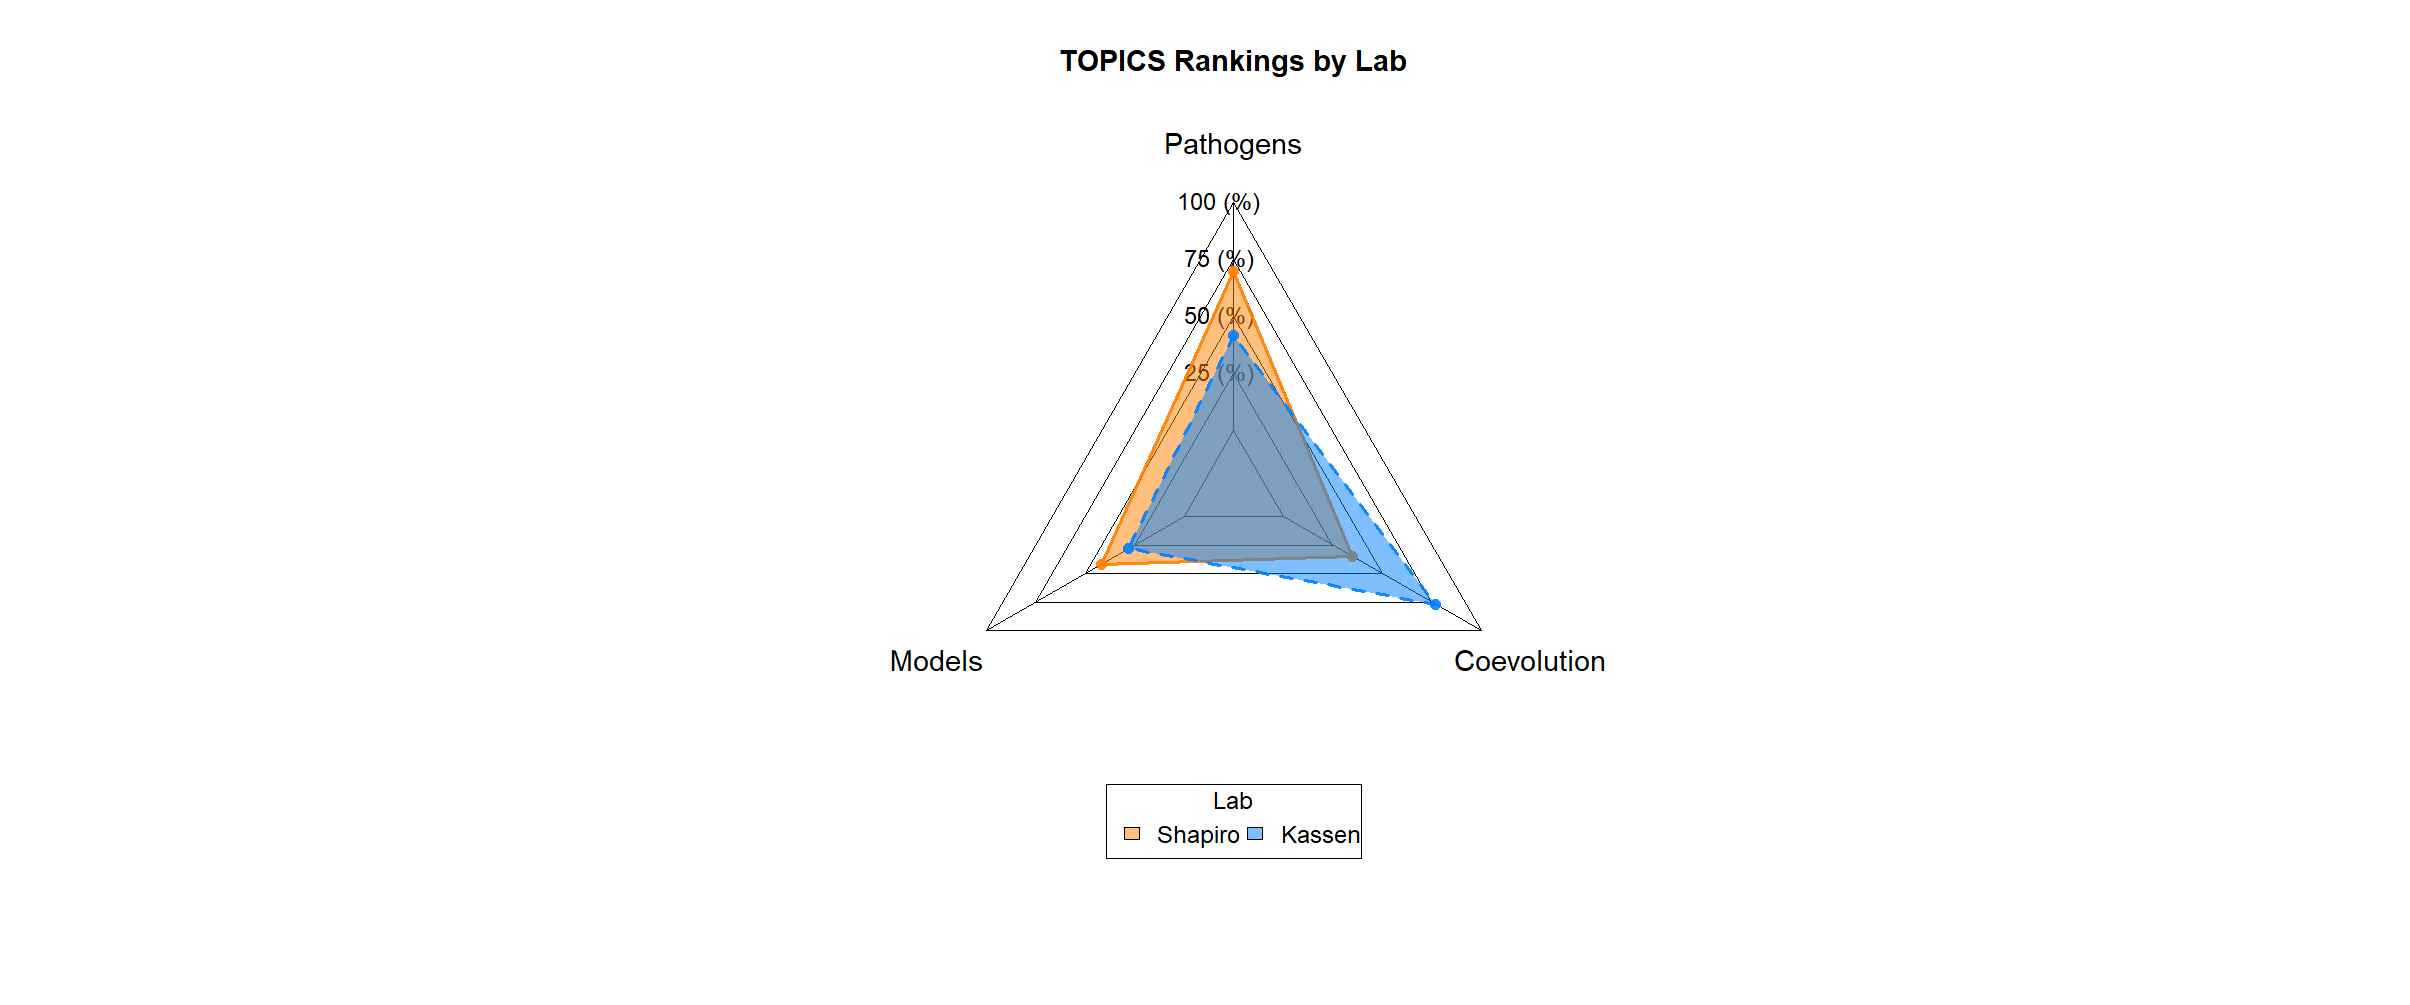 TOPICS Rankings by Lab
Pathogens
100 (%)
75 (%)
50 (%)
25 (%)
Models
Coevolution
Lab
Shapiro Kassen